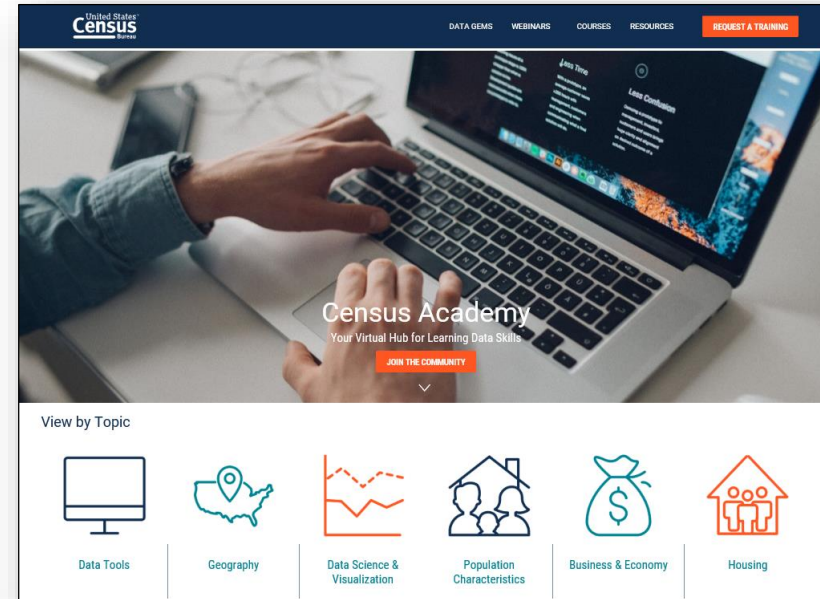 United States®
Census
Bureau
DATA GEMS WEBINARS COURSES RESOURCES REQUEST A TRAINING
Less Time
Less Confusion
Census Academy
Your Virtual Hub for Learning Data Skills
JOIN THE COMMUNITY
View by Topic
$
Data Tools Geography Data Science & Population Business & Economy Housing
Visualization Characteristics